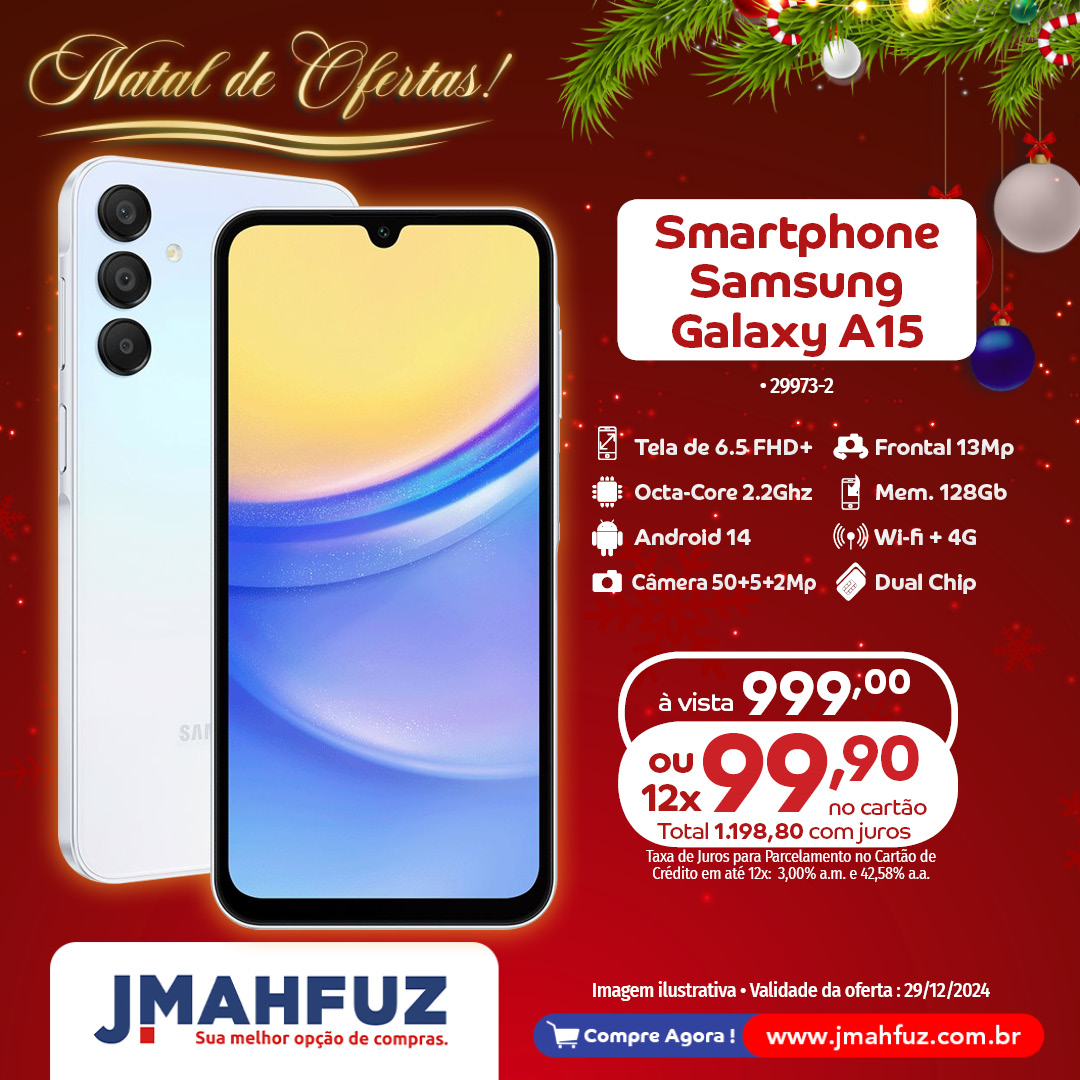 Natal de Ofertas!
Smartphone
Samsung
Galaxy A15
• 29973-2
Tela de 6.5 FHD+
Frontal 13Mp
Octa-Core 2.2Ghz
Mem. 128Gb
Android 14
Wi-fi + 4G
Câmera 50+5+2Mp
Dual Chip
à vista 999,00
ou 12x 99,90 no cartão
Total 1.198,80 com juros
Taxa de Juros para Parcelamento no Cartão de
Crédito em até 12x: 3,00% a.m. e 42,58% a.a.
SAM
JMAHFUZ
Sua melhor opção de compras.
Imagem ilustrativa • Validade da oferta : 29/12/2024
Compre Agora !
www.jmahfuz.com.br